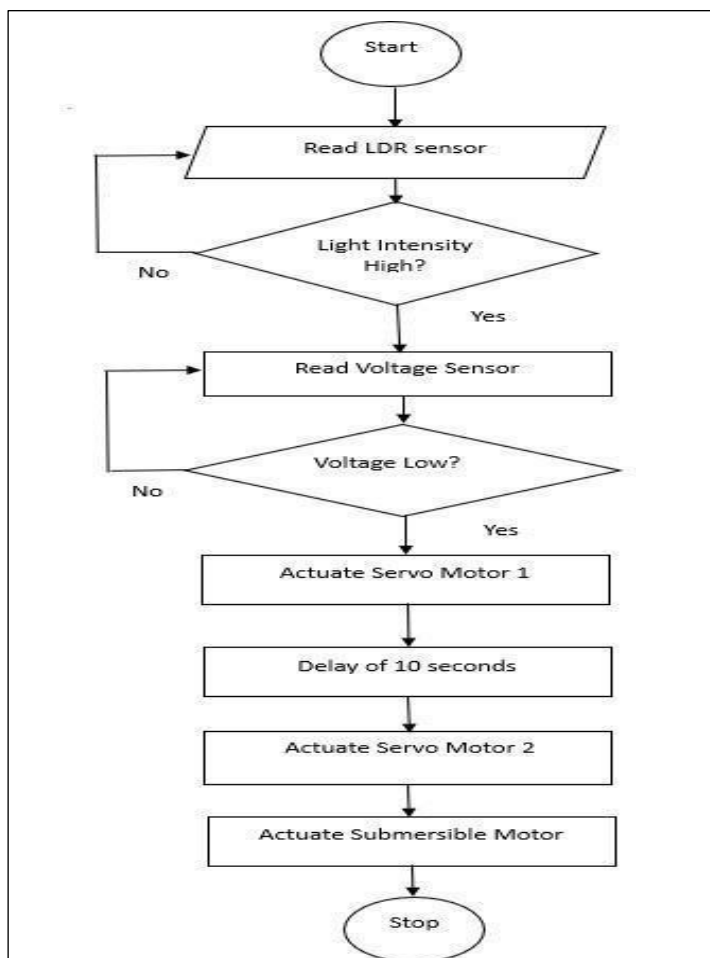 Start
Read LDR sensor
Light Intensity
High?
No
Yes
Read Voltage Sensor
Voltage Low?
No
Yes
Actuate Servo Motor 1
Delay of 10 seconds
Actuate Servo Motor 2
Actuate Submersible Motor
Stop